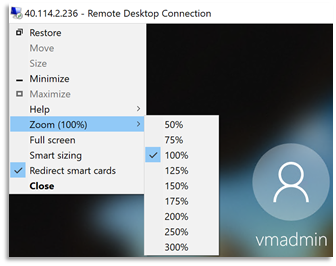 40.114.2.236 - Remote Desktop Connection
Restore
Move
Size
Minimize
Maximize
Help
Zoom (100%)
Full screen
Smart sizing
Redirect smart cards
Close
50%
75%
100%
125%
150%
175%
200%
250%
300%
vmadmin